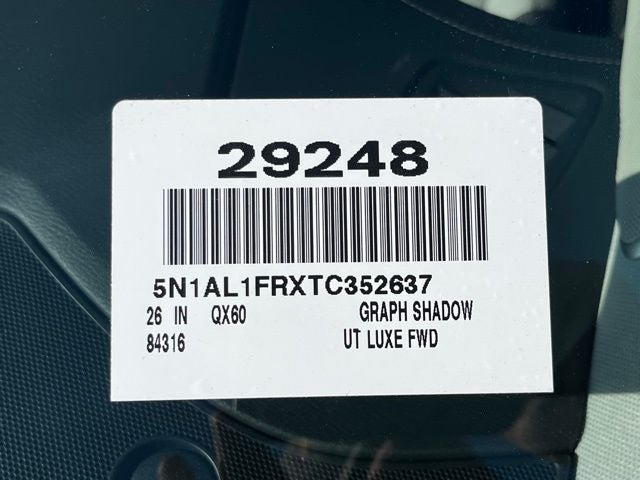 29248
5N1AL1FRXTC352637
26 IN QX60 GRAPH SHADOW
84316 UT LUXE FWD